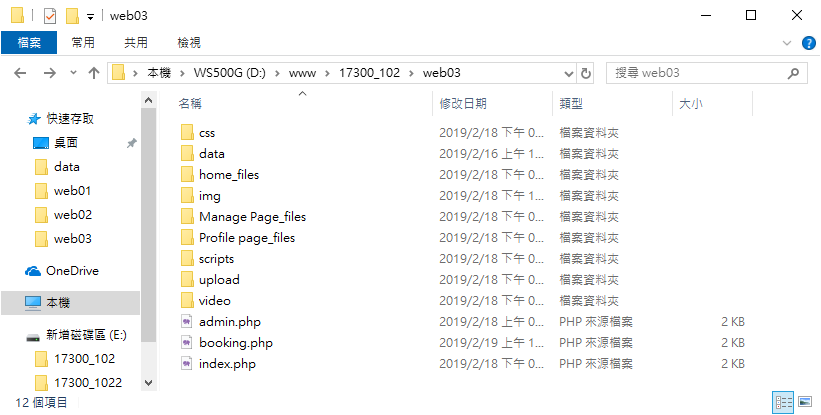 web03
檔案 常用 共用 檢視
本機 WS500G (D:) www 17300_102 web03 搜尋 web03
名稱 修改日期 類型 大小
快速存取
桌面
data
web01
web02
web03
OneDrive
本機
新增磁碟區 (E:)
17300_102
17300_1022
css 2019/2/18 下午 0... 檔案資料夾
data 2019/2/16 上午 1... 檔案資料夾
home_files 2019/2/18 下午 0... 檔案資料夾
img 2019/2/18 下午 1... 檔案資料夾
Manage Page_files 2019/2/18 下午 0... 檔案資料夾
Profile page_files 2019/2/18 下午 0... 檔案資料夾
scripts 2019/2/18 下午 0... 檔案資料夾
upload 2019/2/18 下午 0... 檔案資料夾
video 2019/2/18 下午 0... 檔案資料夾
admin.php 2019/2/18 上午 0... PHP 來源檔案 2 KB
booking.php 2019/2/19 上午 1... PHP 來源檔案 2 KB
index.php 2019/2/18 下午 0... PHP 來源檔案 2 KB
12 個項目